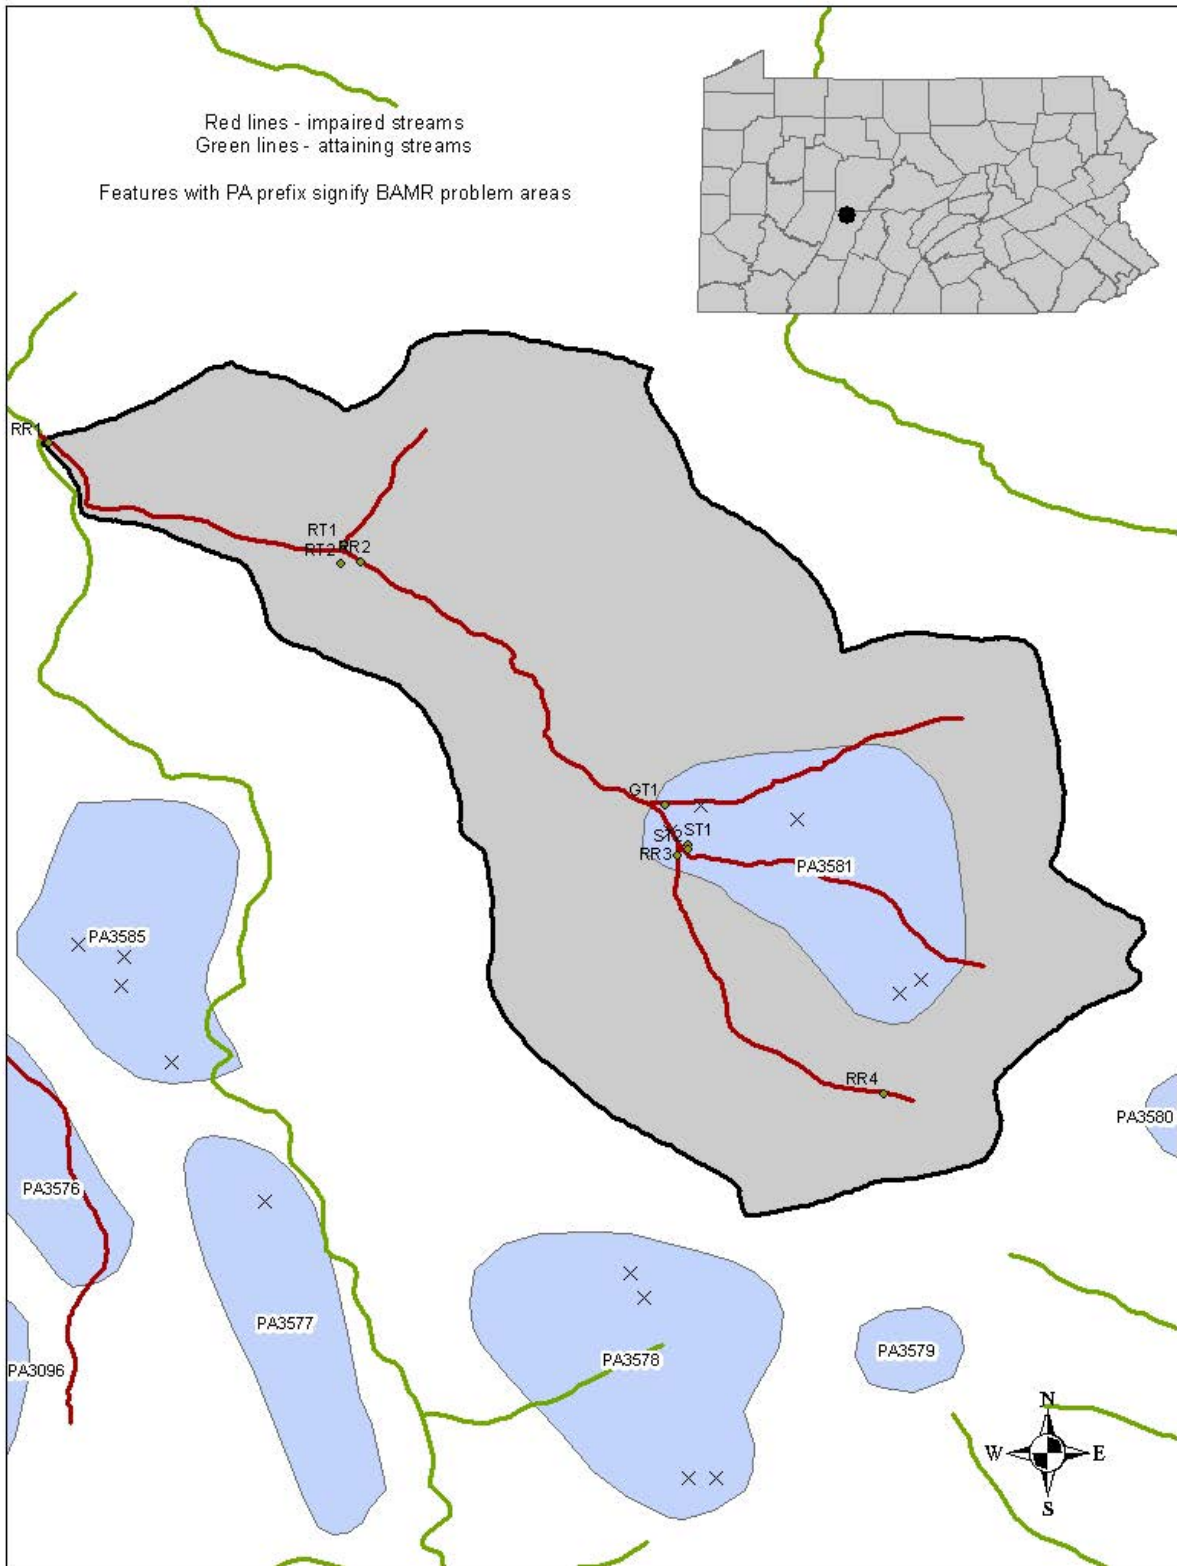 Red lines - impaired streams
Green lines - attaining streams
Features with PA prefix signify BAMR problem areas
RR1
RT1
RT2
RR2
GT1
ST1
ST2
RR3
PA3581
PA3585
RR4
PA3580
PA3576
PA3577
PA3578
PA3579
PA3096
N
W
E
S